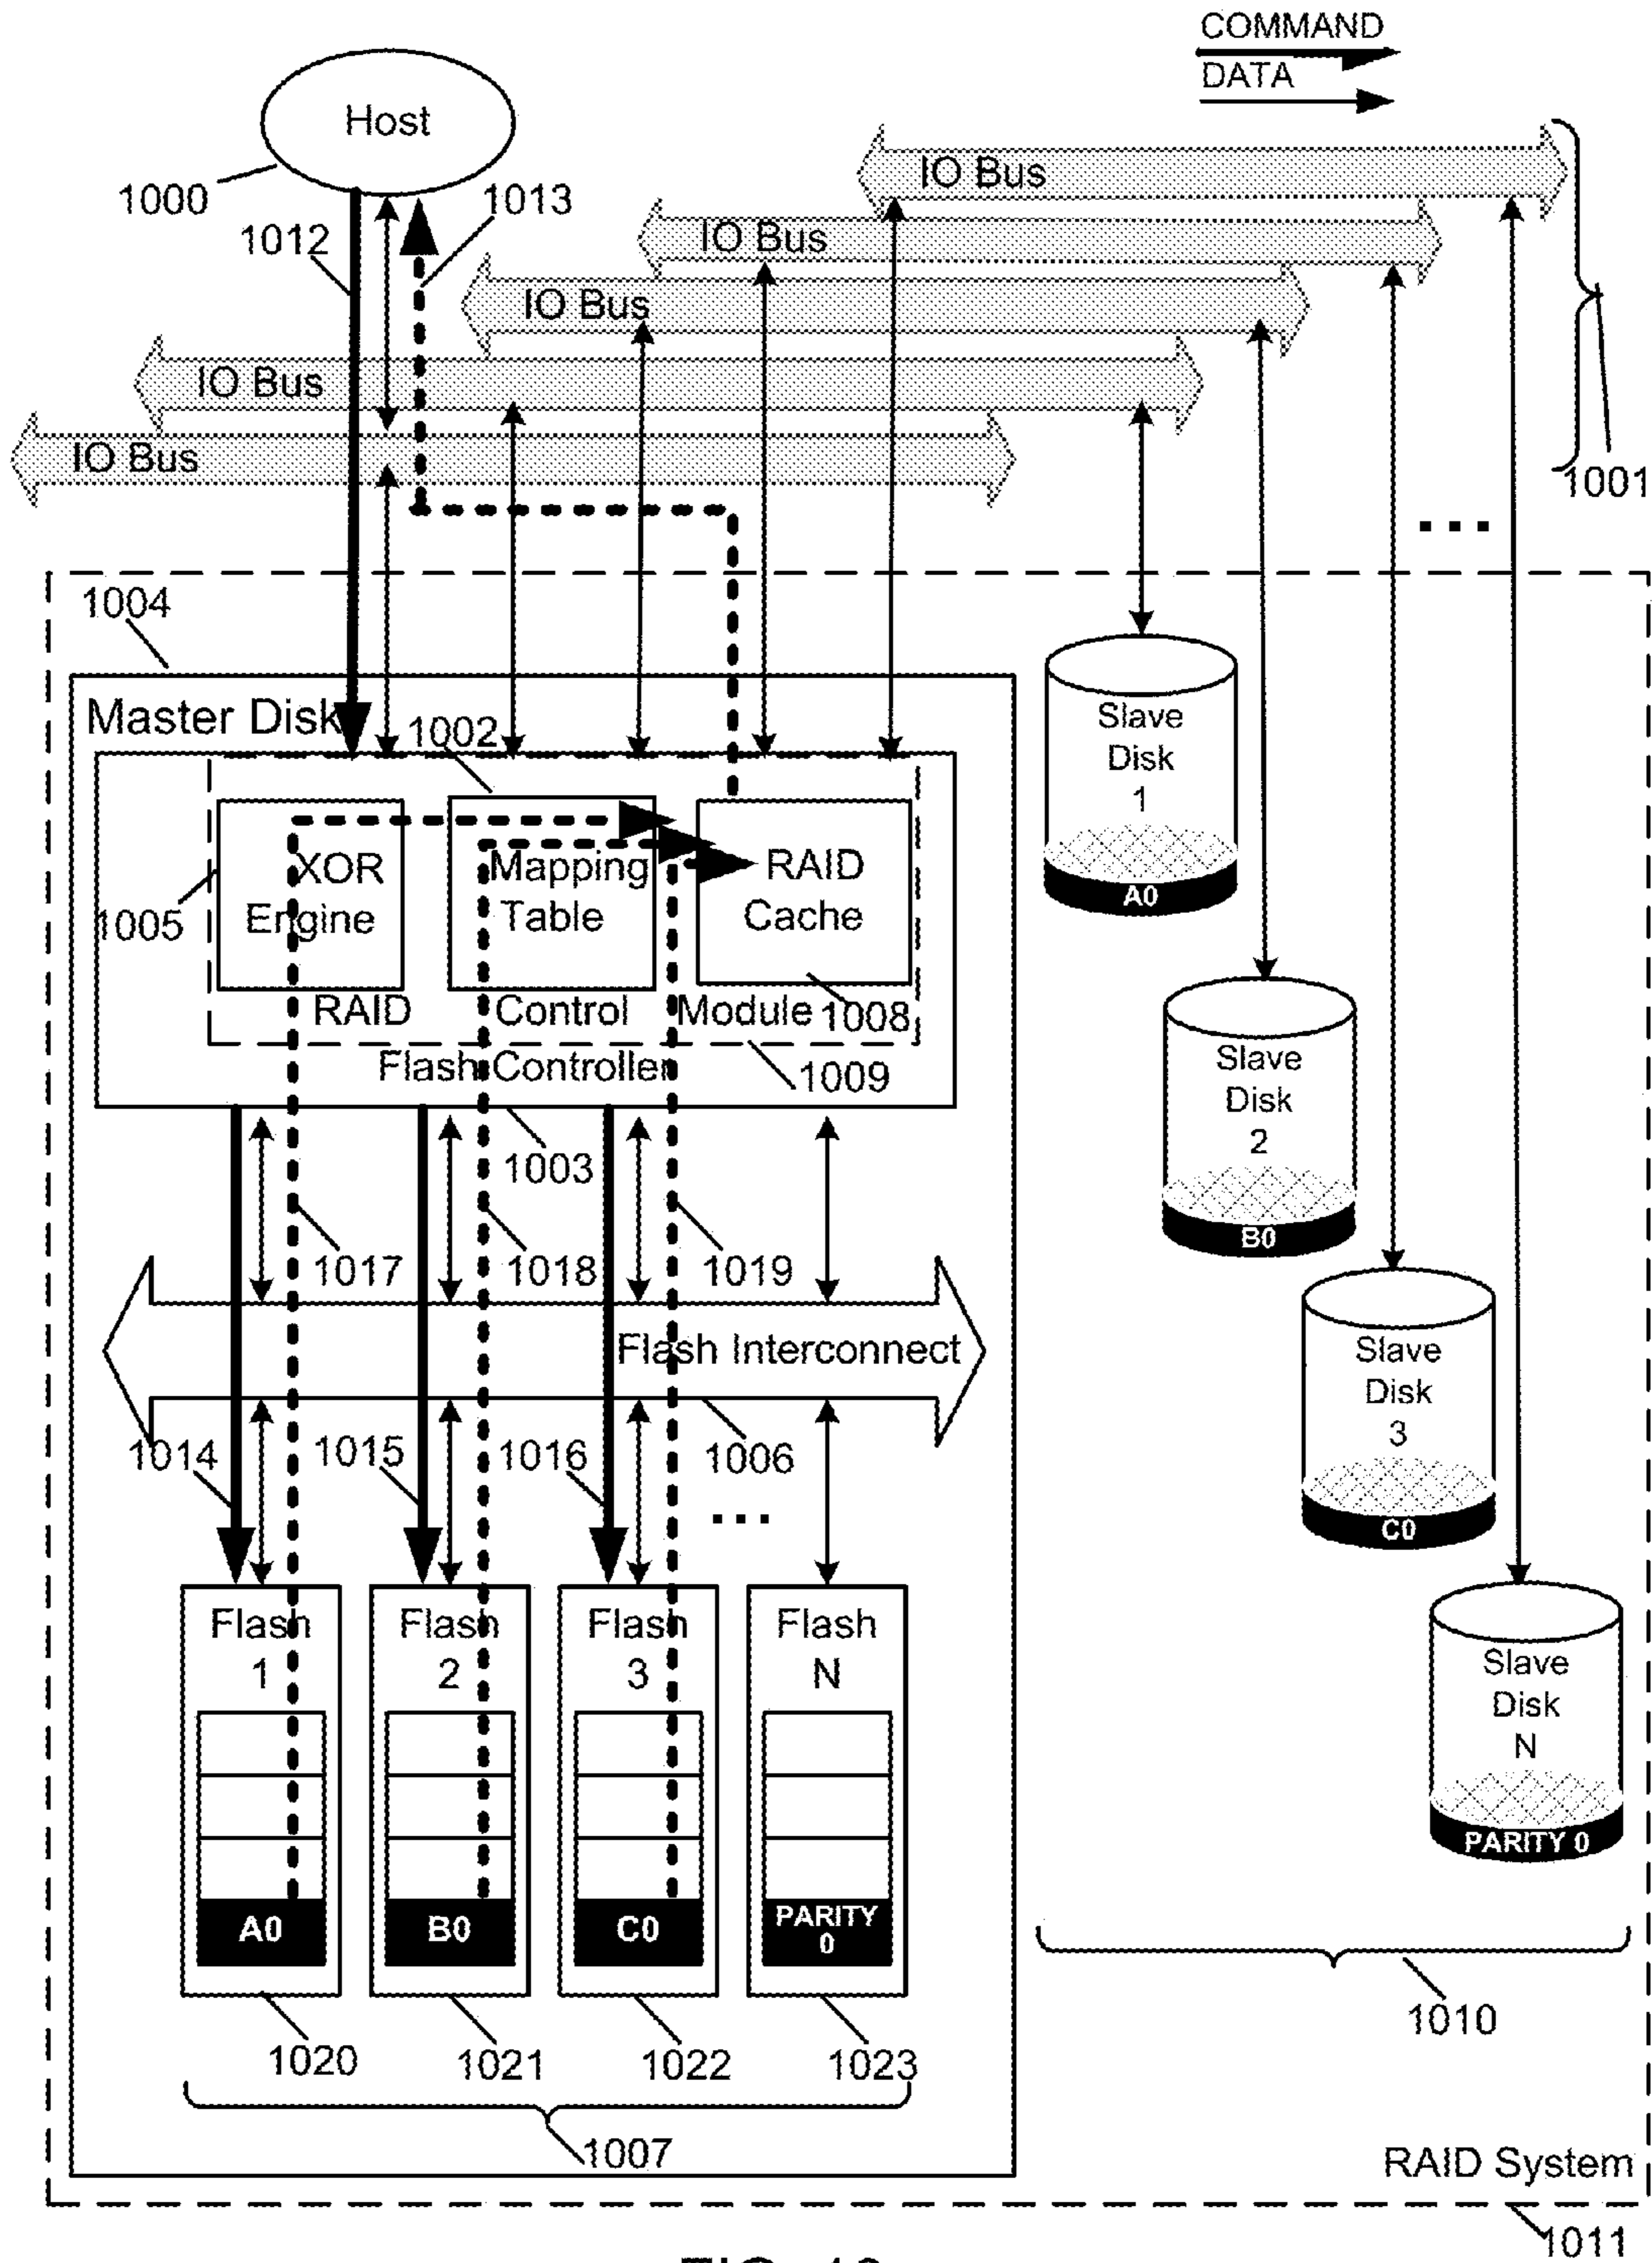 COMMAND
DATA
Host
1000
1013
1012
IO Bus
IO Bus
IO Bus
IO Bus
IO Bus
1001
...
1004
Master Disk
1002
1005
XOR
Engine
Mapping
Table
RAID
Cache
RAID Control Module
1008
Flash Controller
1009
1003
1017
1018
1019
Flash Interconnect
1014
1015
1016
1006
...
Flash
1
Flash
2
Flash
3
Flash
N
A0
B0
C0
PARITY
0
1020
1021
1022
1023
1007
Slave
Disk
1
A0
Slave
Disk
2
B0
Slave
Disk
3
C0
Slave
Disk
N
PARITY 0
1010
RAID System
1011